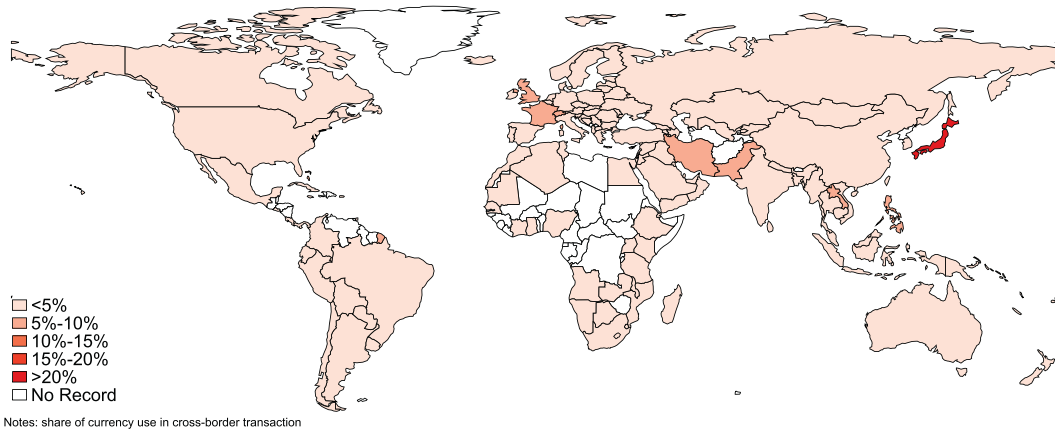 <5%
5%-10%
10%-15%
15%-20%
>20%
No Record
Notes: share of currency use in cross-border transaction